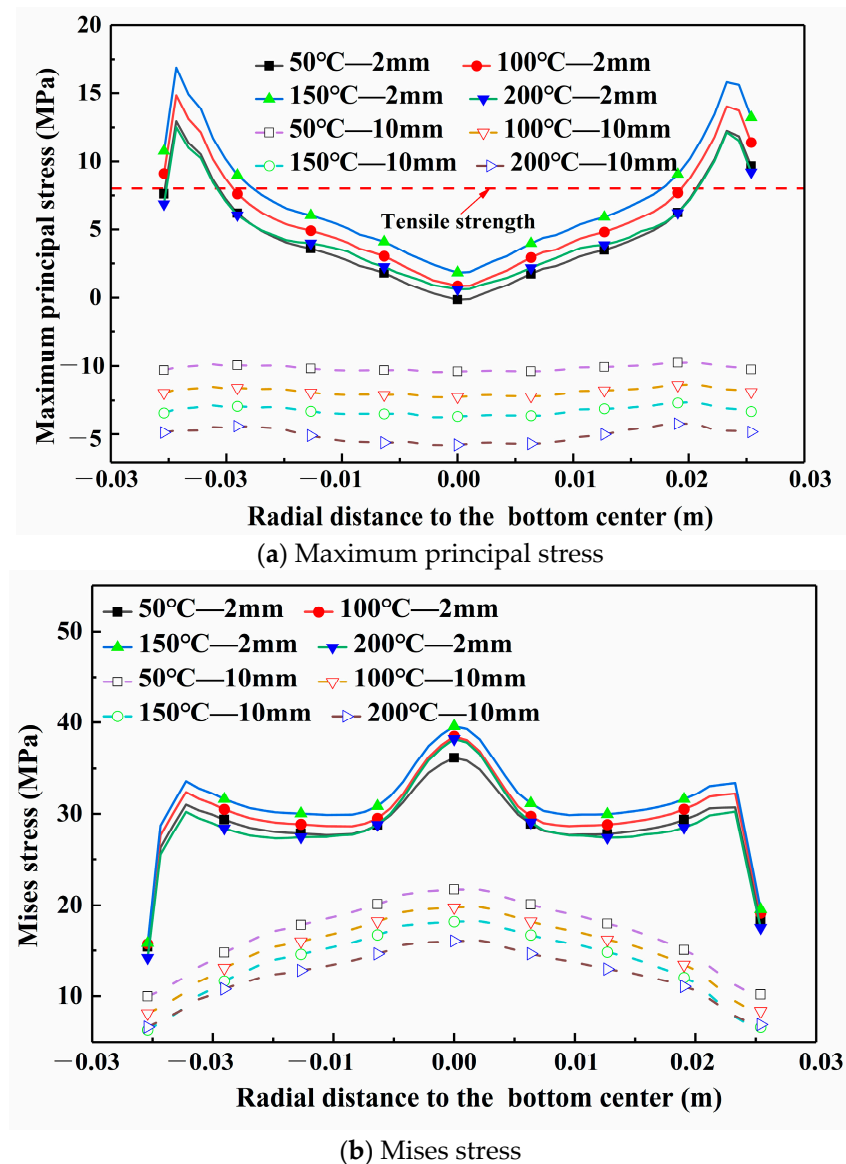 20
15
10
5
0
−10
−5
Maximum principal stress (MPa)
50℃—2mm 100℃—2mm
150℃—2mm 200℃—2mm
50℃—10mm 100℃—10mm
150℃—10mm 200℃—10mm
Tensile strength
−0.03 −0.03 −0.01 0.00 0.01 0.02 0.03
Radial distance to the bottom center (m)
(a) Maximum principal stress
50
40
30
20
10
Mises stress (MPa)
50℃—2mm 100℃—2mm
150℃—2mm 200℃—2mm
50℃—10mm 100℃—10mm
150℃—10mm 200℃—10mm
−0.03 −0.03 −0.01 0.00 0.01 0.02 0.03
Radial distance to the bottom center (m)
(b) Mises stress